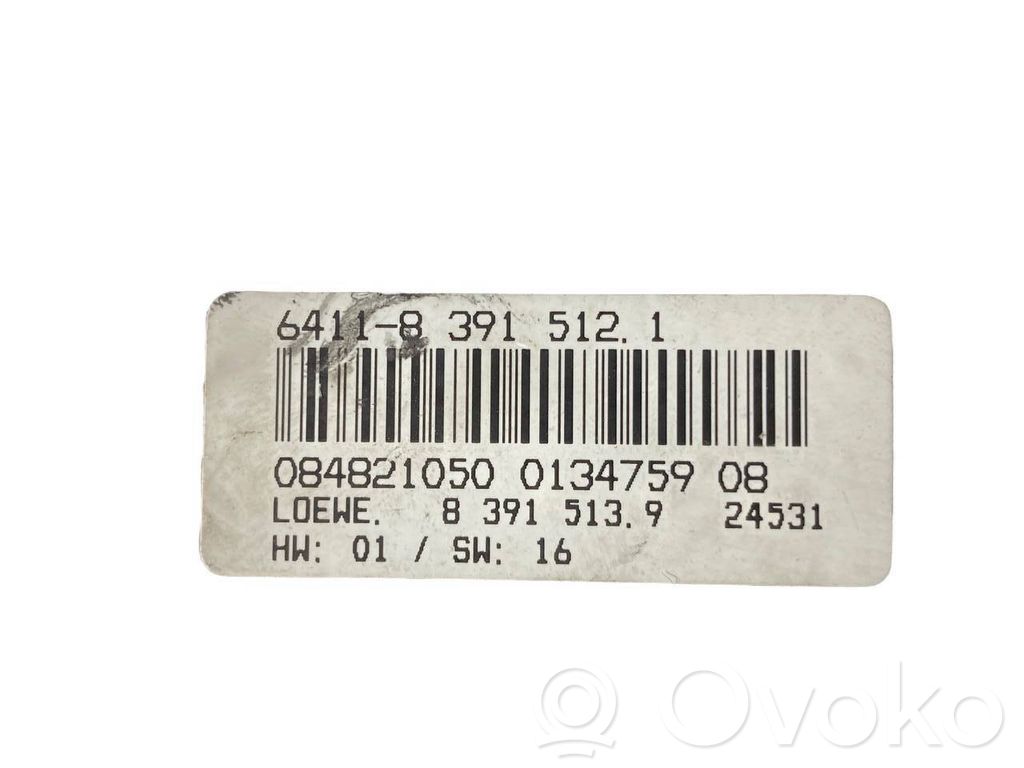 6411-8 391 512.1
084821050 0134759 08
LOEWE. 8 391 513.9 24531
HW: 01 / SW: 16
Ovoko